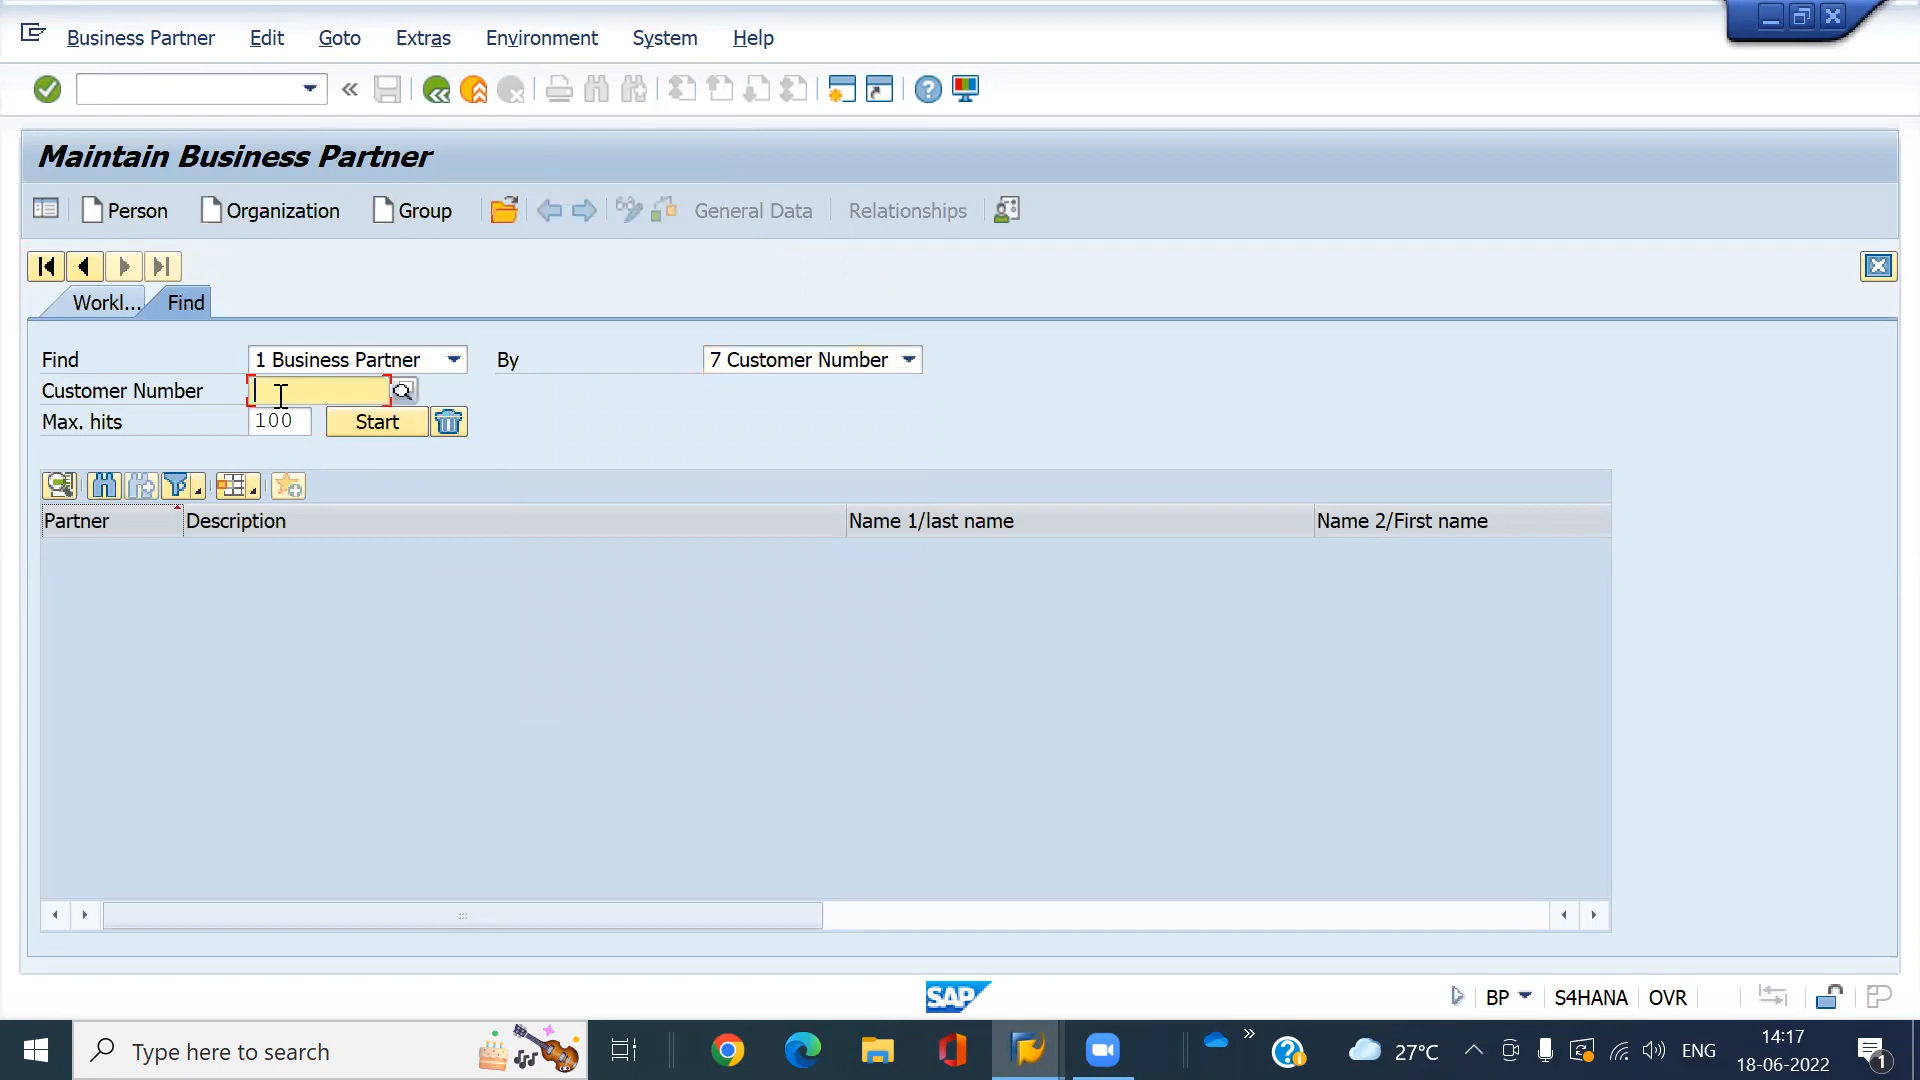 Business Partner Edit Goto Extras Environment System Help
Maintain Business Partner
Person Organization Group General Data Relationships
Workl... Find
Find 1 Business Partner By 7 Customer Number
Customer Number
Max. hits 100 Start
Partner Description Name 1/last name Name 2/First name
SAP BP S4HANA OVR
Type here to search 27°C ENG 14:17
18-06-2022 1